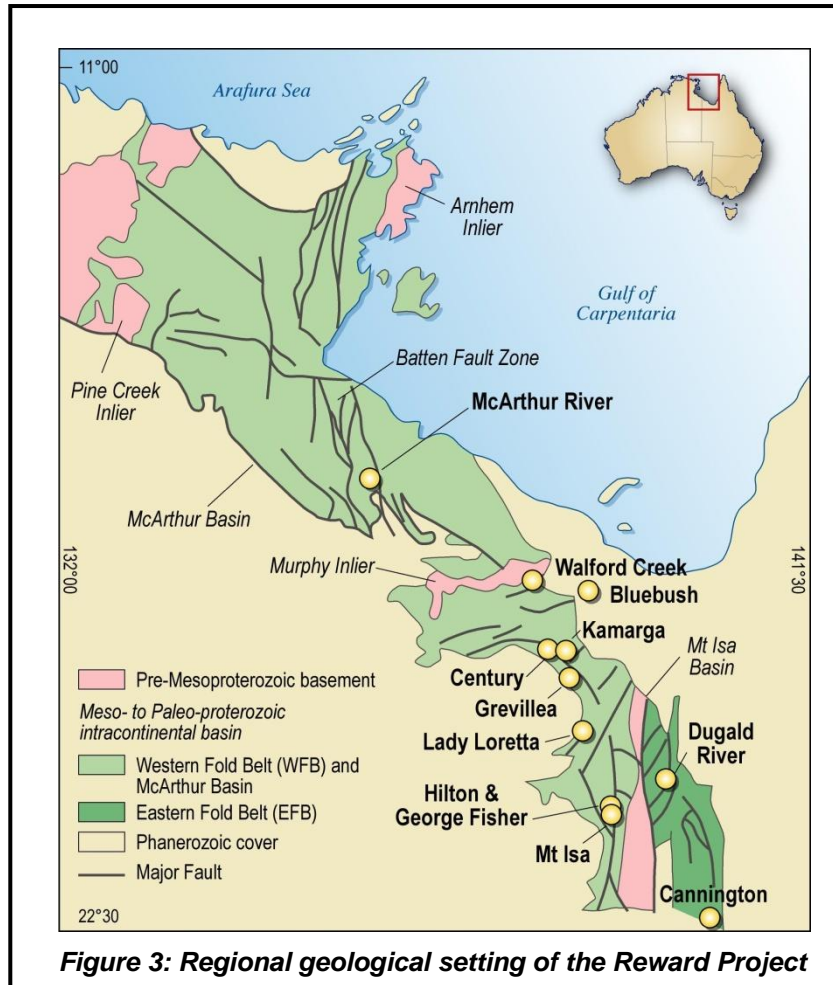 11°00
Arafura Sea
Arnhem
Inlier
Gulf of
Carpentaria
Pine Creek
Inlier
Batten Fault Zone
McArthur River
McArthur Basin
132°00
141°30
Murphy Inlier
Walford Creek
Bluebush
Kamarga
Mt Isa
Basin
Century
Grevillea
Lady Loretta
Dugald
River
Hilton &
George Fisher
Mt Isa
Cannington
Pre-Mesoproterozoic basement
Meso- to Paleo-proterozoic
intracontinental basin
Western Fold Belt (WFB) and
McArthur Basin
Eastern Fold Belt (EFB)
Phanerozoic cover
Major Fault
22°30
Figure 3: Regional geological setting of the Reward Project